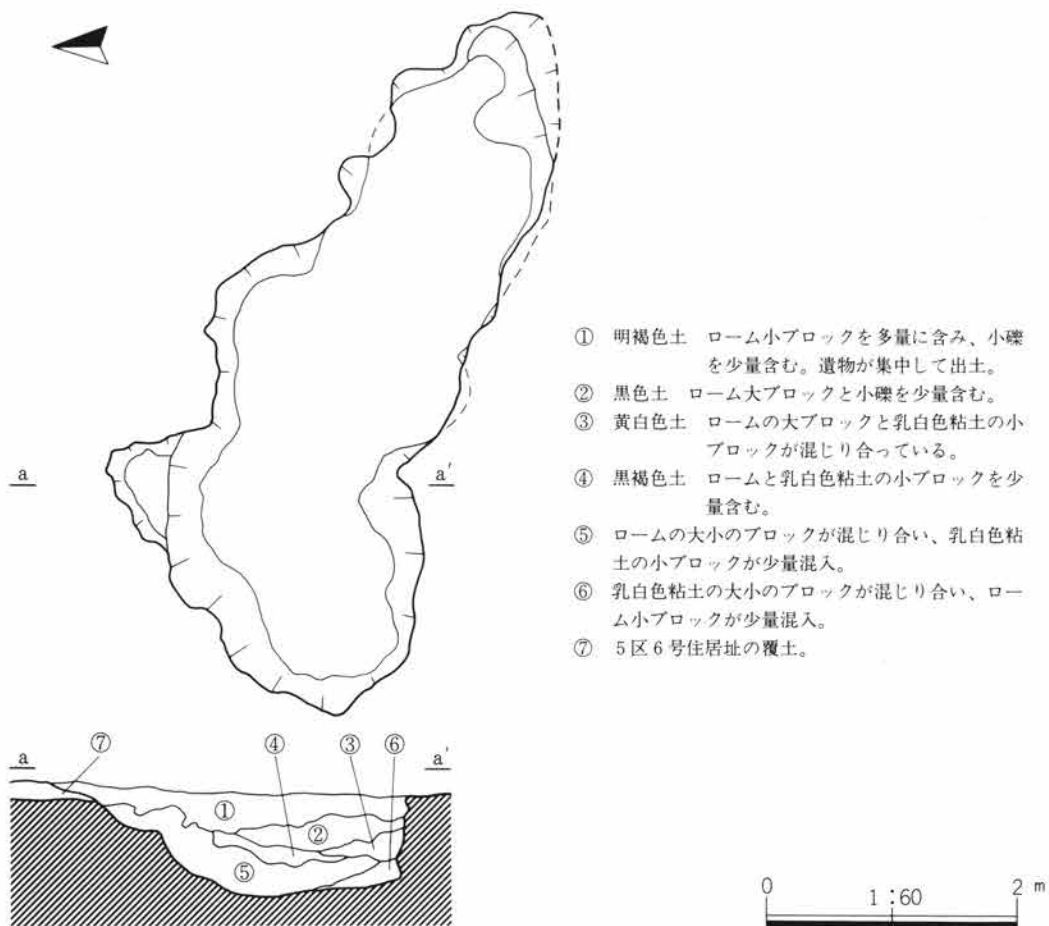 ① 明褐色土 ローム小ブロックを多量に含み、小礫
を少量含む。遺物が集中して出土。
② 黒色土 ローム大ブロックと小礫を少量含む。
③ 黄白色土 ロームの大ブロックと乳白色粘土の小
ブロックが混じり合っている。
④ 黒褐色土 ロームと乳白色粘土の小ブロックを少
量含む。
⑤ ロームの大小のブロックが混じり合い、乳白色粘
土の小ブロックが少量混入。
⑥ 乳白色粘土の大小のブロックが混じり合い、ロー
ム小ブロックが少量混入。
⑦ 5区6号住居址の覆土。
a a′
a ⑦ ④ ③ ⑥ a′
①
②
⑤
0 1:60 2 m